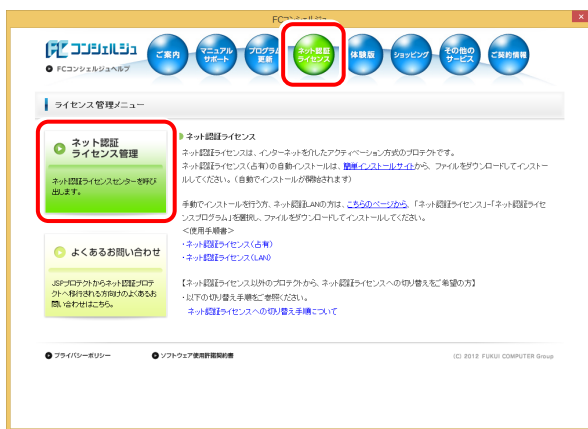 FCコンシェルジュ
FC コンシェルジュ
FCコンシェルジュヘルプ
ご案内
マニュアル
サポート
プログラム
更新
ネット認証
ライセンス
体験版
ショッピング
その他の
サービス
ご契約情報
ライセンス管理メニュー
ネット認証
ライセンス管理
ネット認証ライセンスセンターを呼び
出します。
よくあるお問い合わせ
JSPプロテクトからネット認証プロテ
クトへ移行される方向けのよくあるお
問い合わせはこちら。
ネット認証ライセンス
ネット認証ライセンスは、インターネットを介したアクティベーション方式のプロテクトです。
ネット認証ライセンス(占有)の自動インストールは、簡単インストールサイトから、ファイルをダウンロードしてインストー
ルしてください。(自動でインストールが開始されます)
手動でインストールを行う方、ネット認証LANの方は、こちらのページから、「ネット認証ライセンス」-「ネット認証ライセ
ンスプログラム」を選択し、ファイルをダウンロードしてインストールしてください。
<使用手順書>
・ネット認証ライセンス(占有)
・ネット認証ライセンス(LAN)
【ネット認証ライセンス以外のプロテクトから、ネット認証ライセンスへの切り替えをご希望の方】
・以下の切り替え手順をご参照ください。
ネット認証ライセンスへの切り替え手順について
プライバシーポリシー
ソフトウェア使用許諾契約書
(C) 2012 FUKUI COMPUTER Group